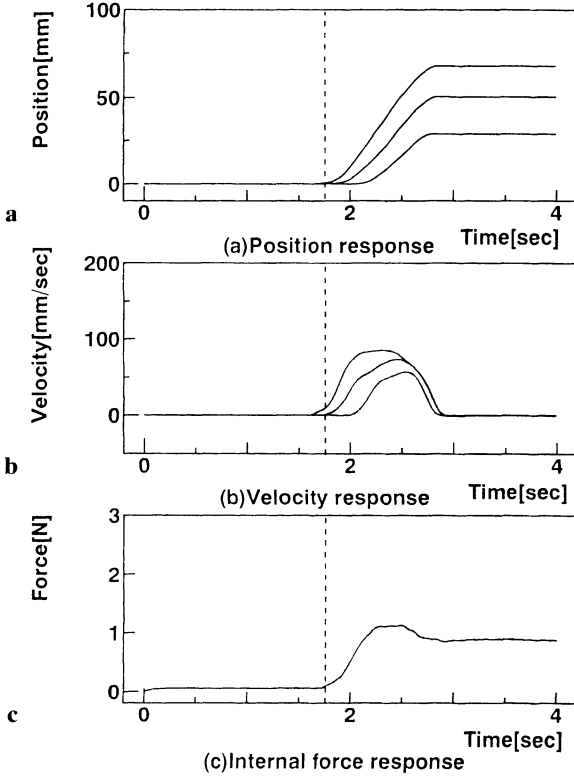 100
Position[mm]
50
0
a
0 2 4
(a)Position response Time[sec]
200
Velocity[mm/sec]
100
0
b
0 2 4
(b)Velocity response Time[sec]
3
Force[N]
2
1
0
c
0 2 4
Time[sec]
(c)Internal force response